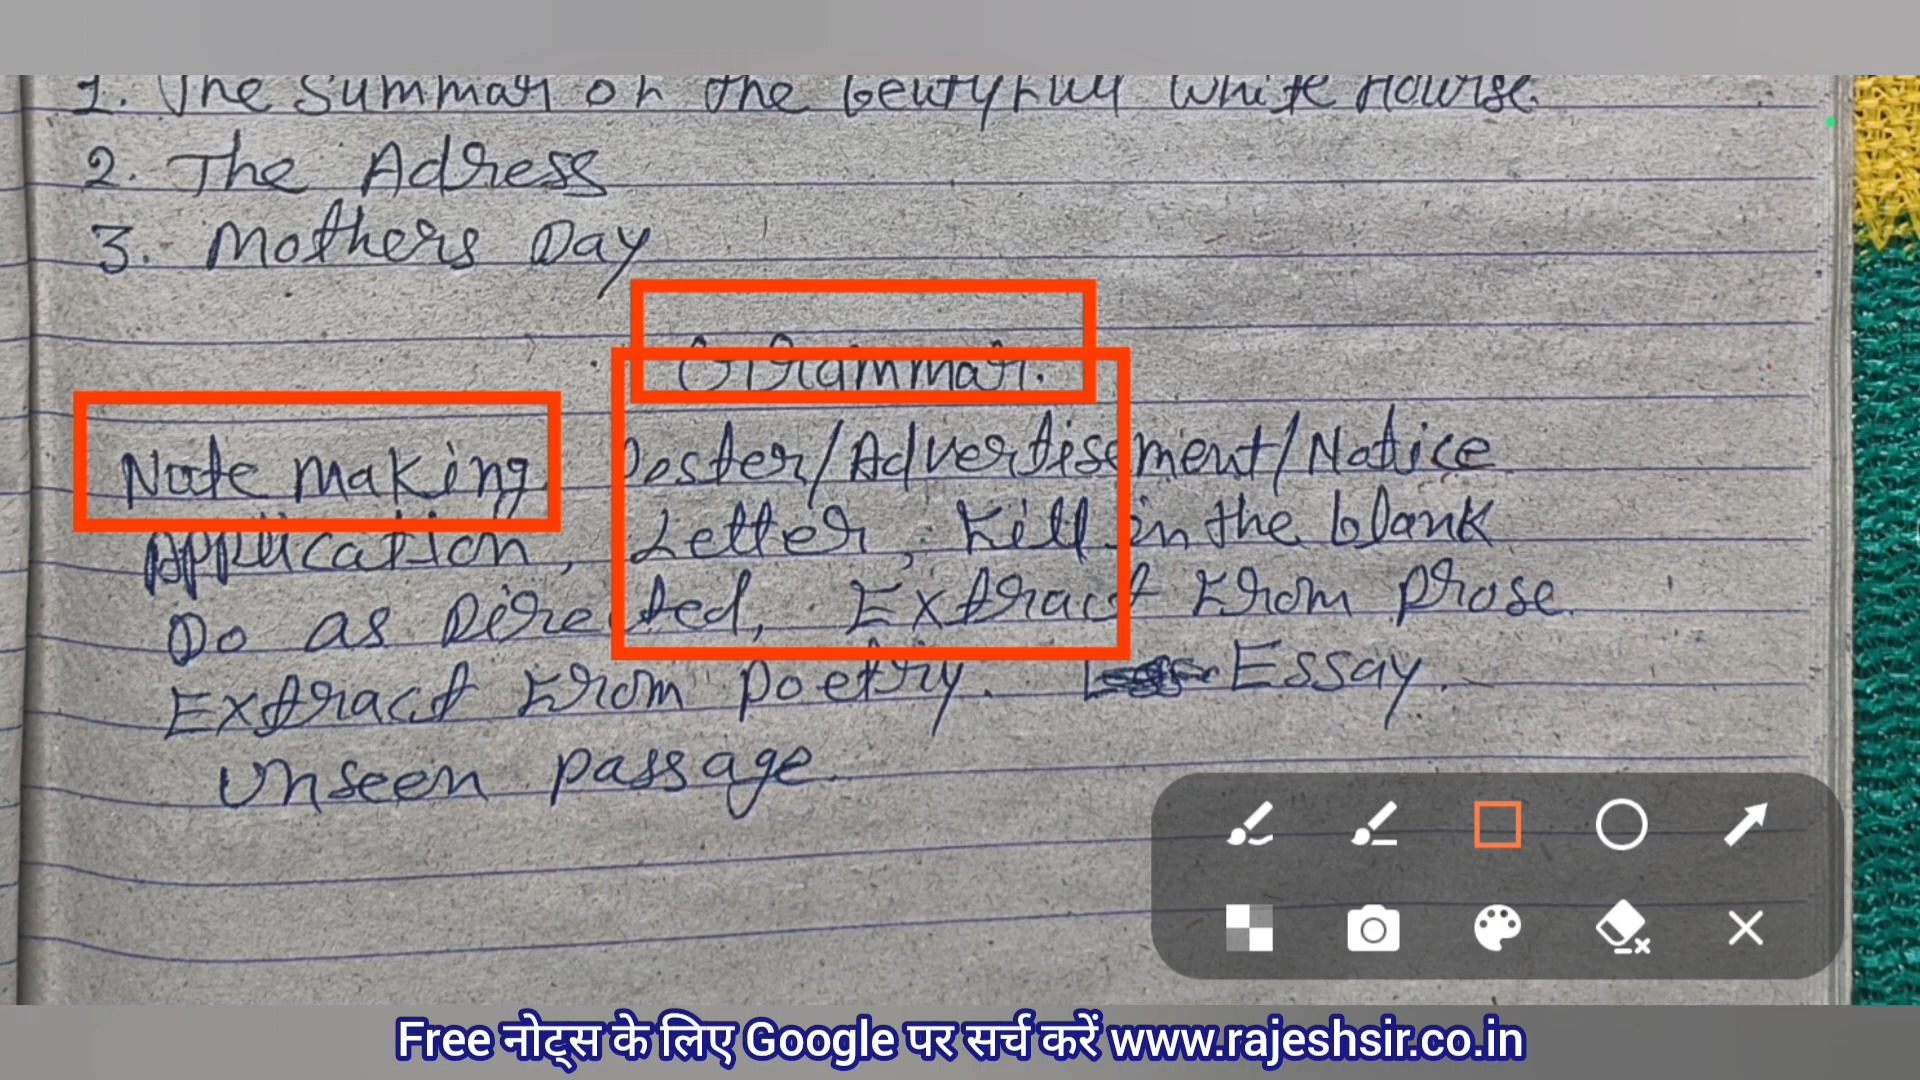 1. The Summary of the beutyfull White Hourse.
2. The Adress
3. Mothers Day
Grammar.
Note making Poster/Advertisement/Notice
Application, Letter, Fill in the blank
Do as Directed, Extract From prose.
Extract From poetry. Essay.
Unseen passage.
Free नोट्स के लिए Google पर सर्च करें www.rajeshsir.co.in